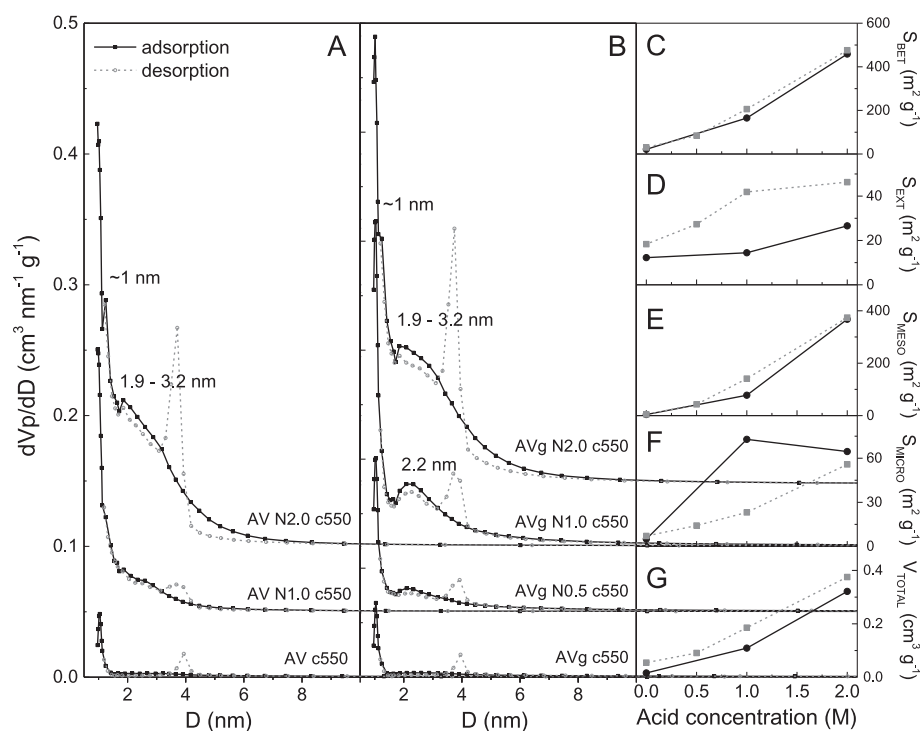 0.5
0.4
0.3
0.2
0.1
0.0
dVp/dD (cm³ nm⁻¹ g⁻¹)
A
adsorption
desorption
~1 nm
1.9 - 3.2 nm
AV N2.0 c550
AV N1.0 c550
AV c550
2 4 6 8
D (nm)
B
~1 nm
1.9 - 3.2 nm
AVg N2.0 c550
2.2 nm
AVg N1.0 c550
AVg N0.5 c550
AVg c550
2 4 6 8
D (nm)
C
600
400
200
0
S_BET (m² g⁻¹)
D
40
20
0
S_EXT (m² g⁻¹)
E
400
200
0
S_MESO (m² g⁻¹)
F
60
30
0
S_MICRO (m² g⁻¹)
G
0.4
0.2
0.0
V_TOTAL (cm³ g⁻¹)
0.0 0.5 1.0 1.5 2.0
Acid concentration (M)